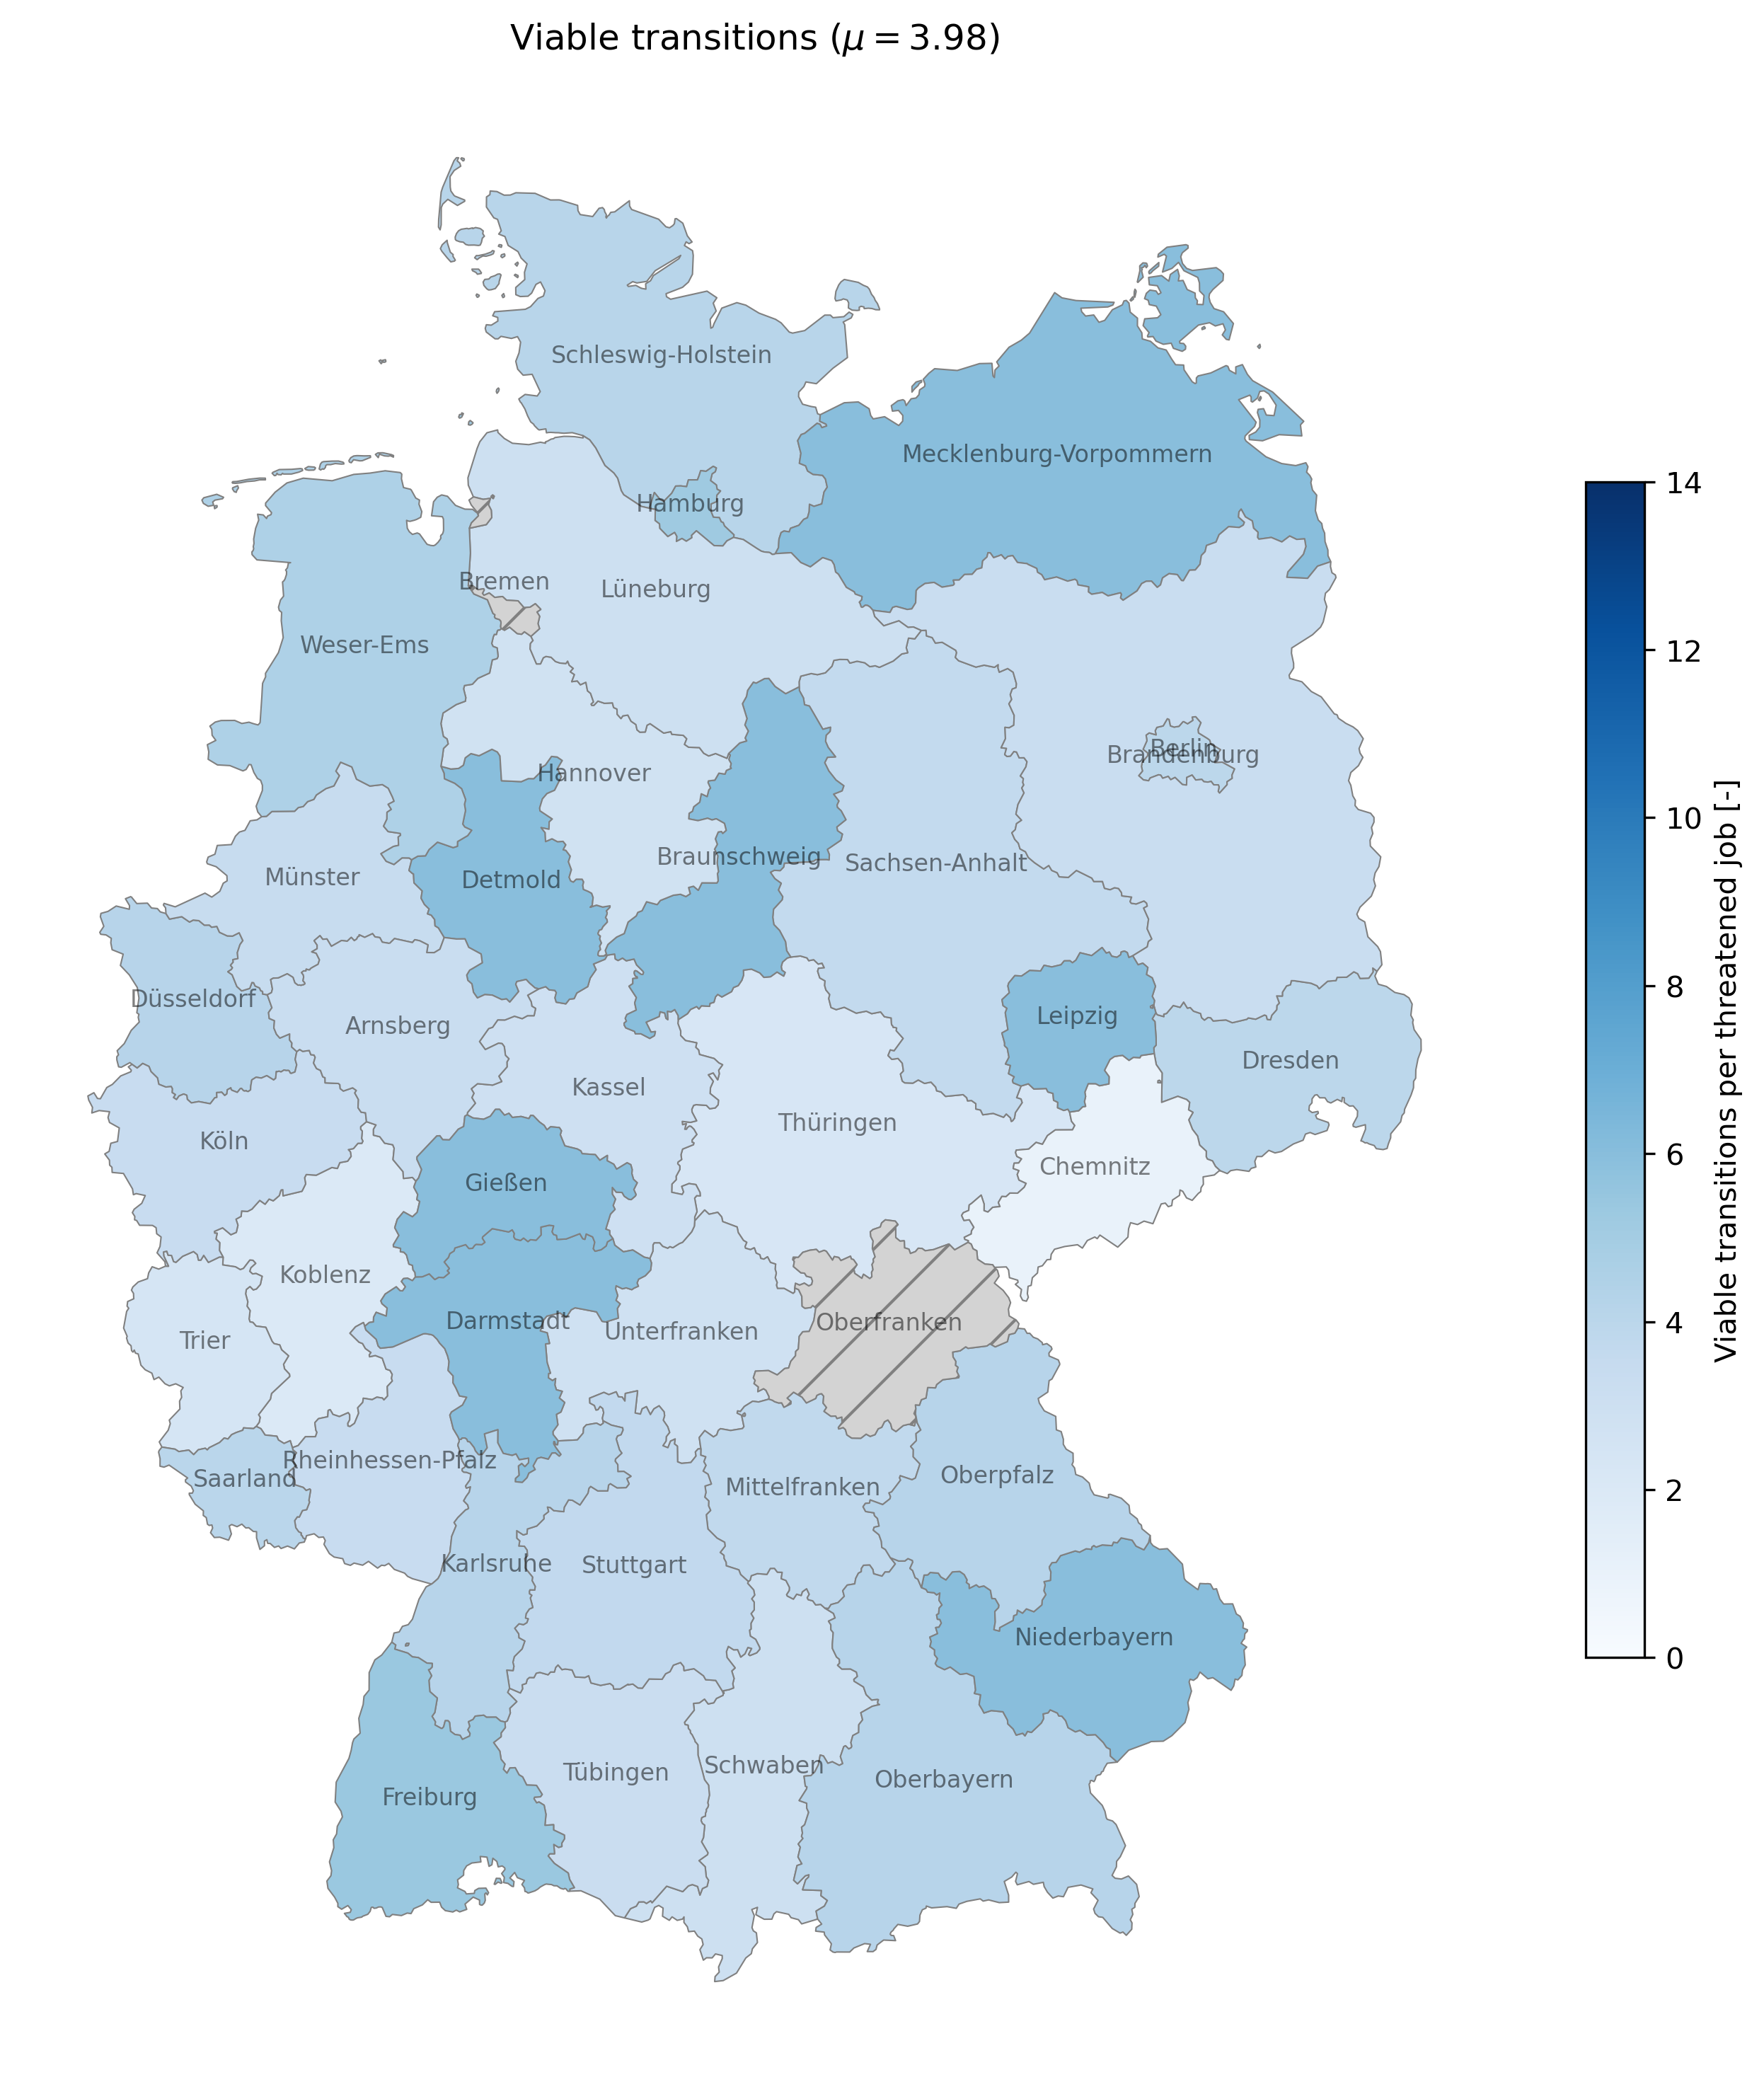 Viable transitions (μ = 3.98)
Schleswig-Holstein
Mecklenburg-Vorpommern
Hamburg
Bremen
Lüneburg
Weser-Ems
Berlin
Brandenburg
Hannover
Braunschweig
Sachsen-Anhalt
Münster
Detmold
Düsseldorf
Leipzig
Arnsberg
Dresden
Kassel
Thüringen
Köln
Chemnitz
Gießen
Koblenz
Darmstadt
Oberfranken
Unterfranken
Trier
Rheinhessen-Pfalz
Saarland
Oberpfalz
Mittelfranken
Karlsruhe
Stuttgart
Niederbayern
Schwaben
Tübingen
Oberbayern
Freiburg
14
12
10
8
6
4
2
0
Viable transitions per threatened job [-]